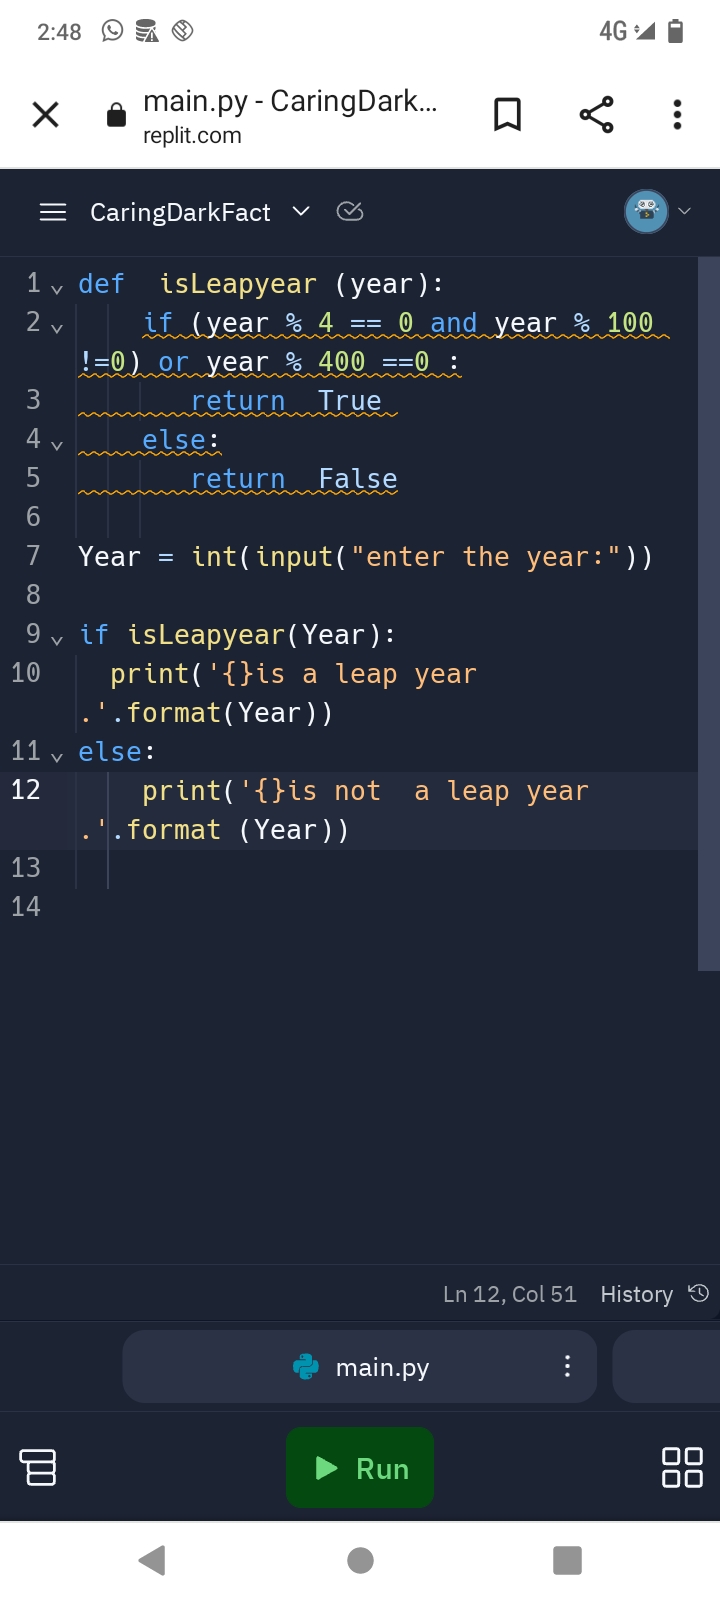 2:48 4G
main.py - CaringDark...
replit.com
CaringDarkFact
1 def  isLeapyear (year):
2     if (year % 4 == 0 and year % 100
!=0) or year % 400 ==0 :
3        return  True
4     else:
5        return  False
6
7 Year = int(input("enter the year:"))
8
9 if isLeapyear(Year):
10   print('{}is a leap year
.'.format(Year))
11 else:
12     print('{}is not  a leap year
.'.format (Year))
13
14
Ln 12, Col 51 History
main.py
Run